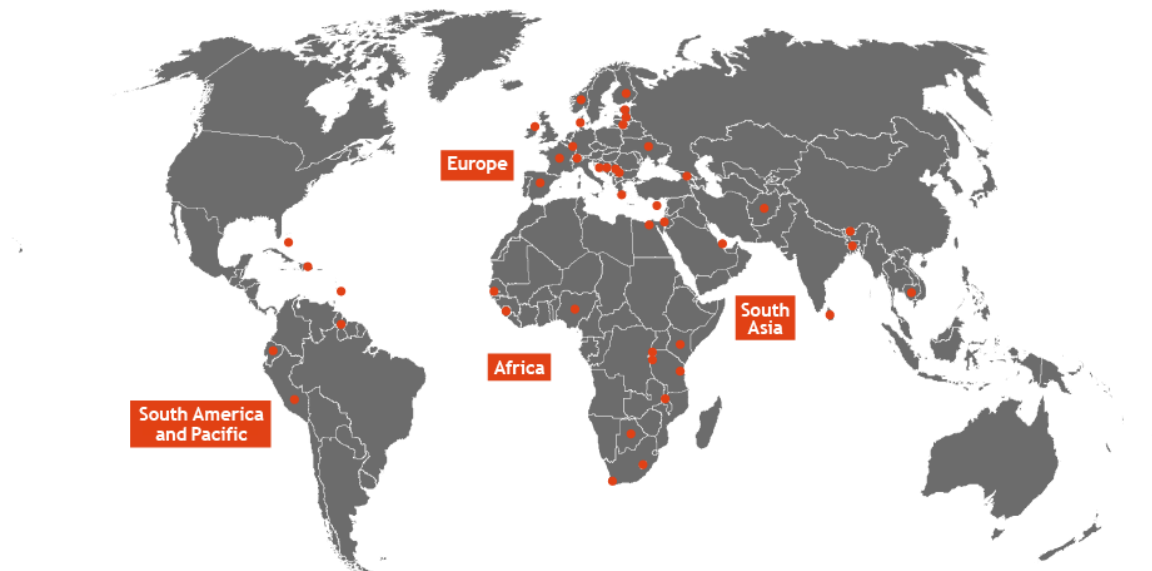 Europe
South
Asia
Africa
South America
and Pacific